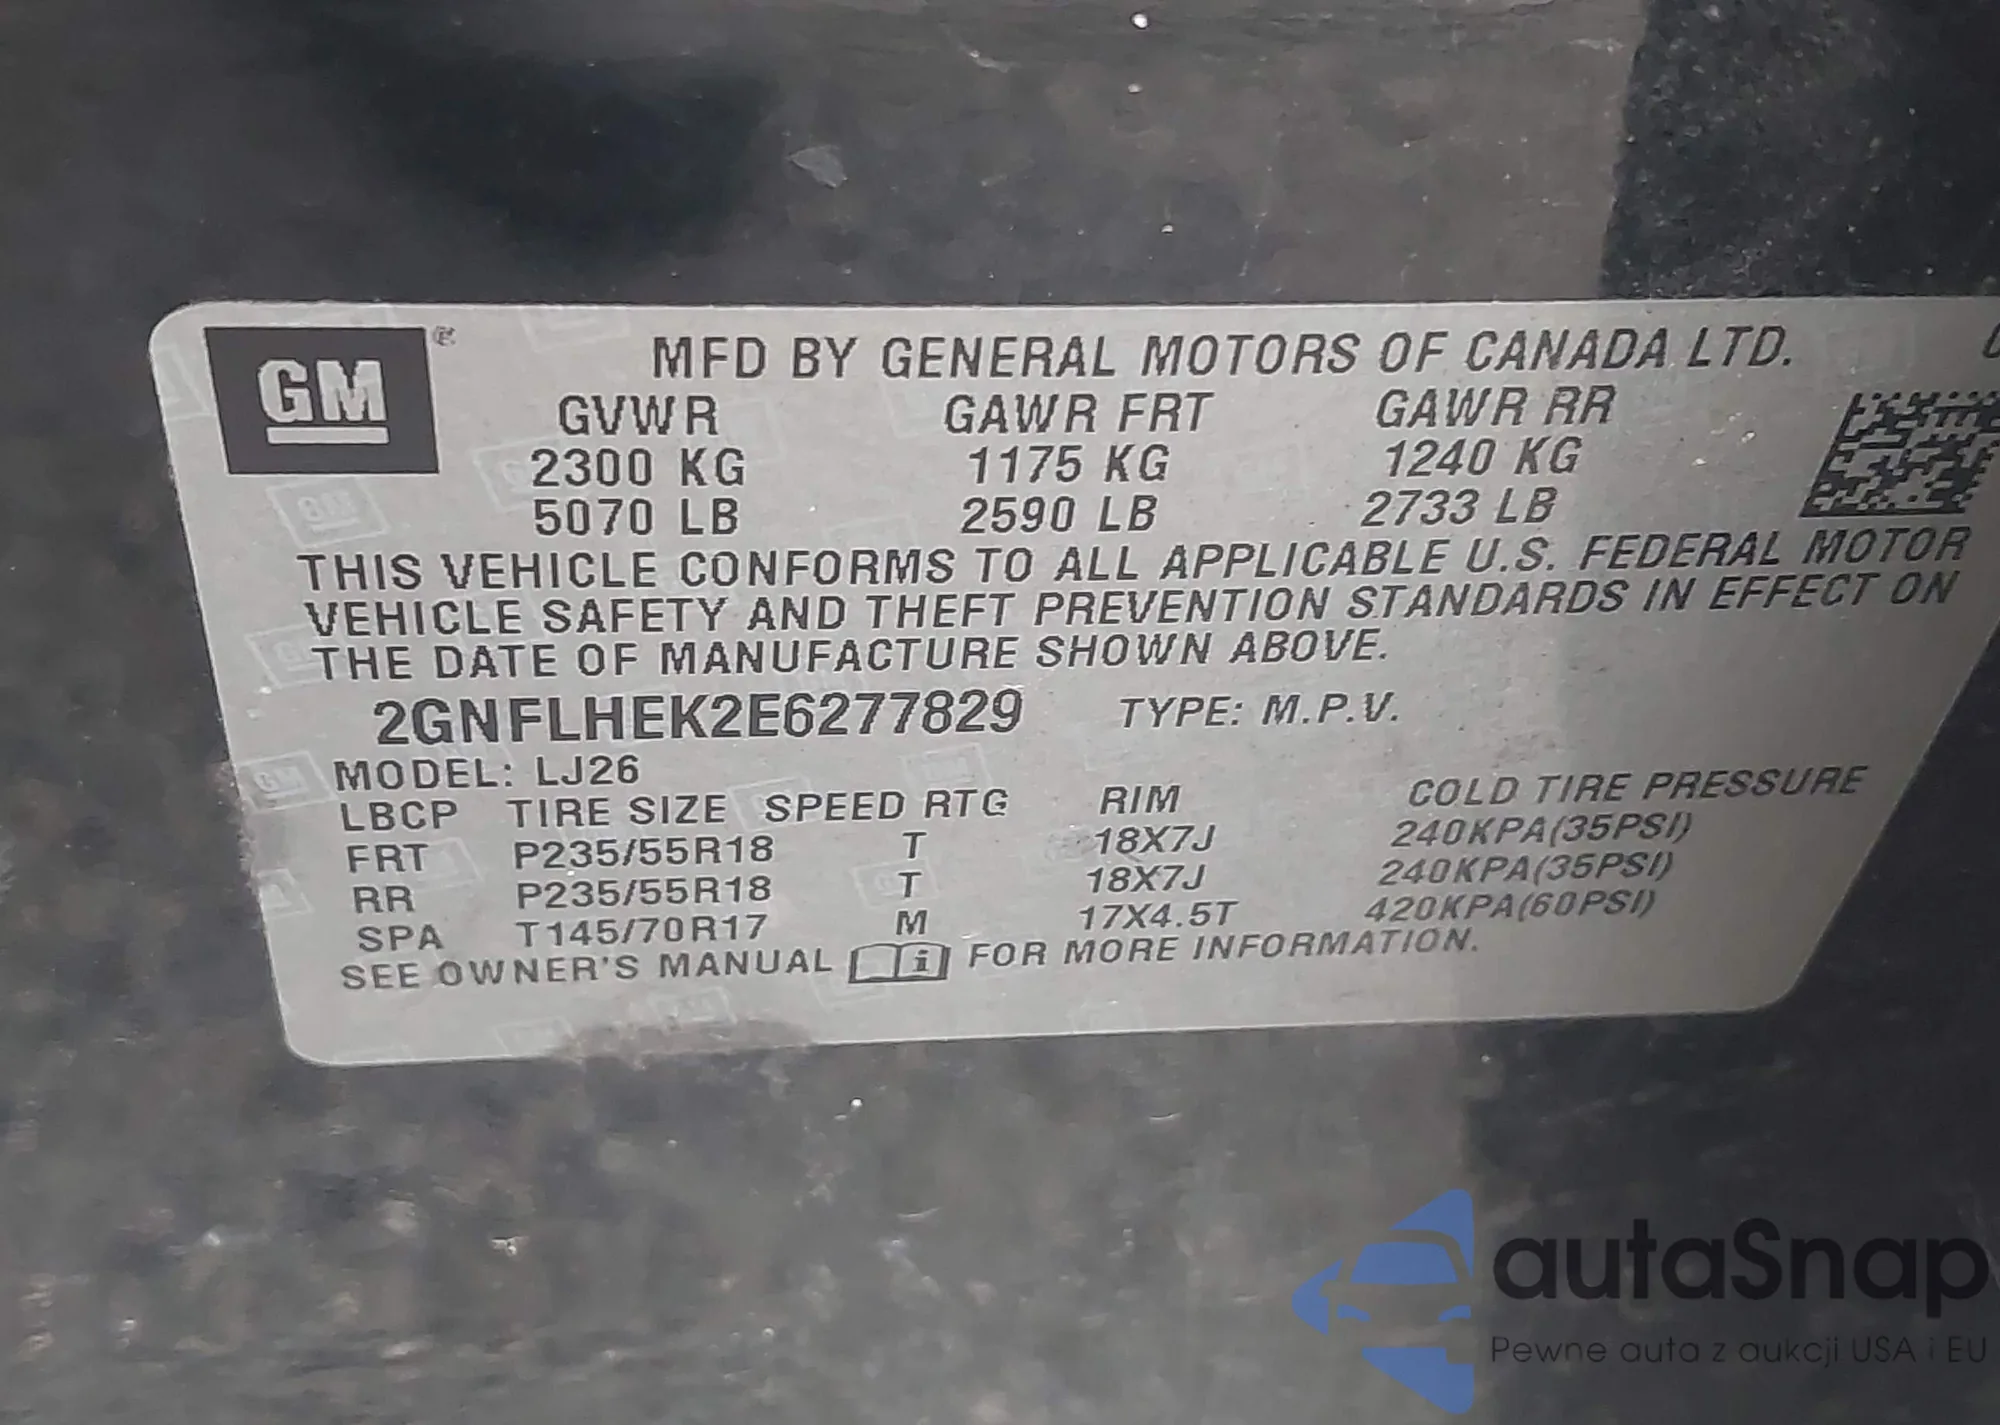 GM
MFD BY GENERAL MOTORS OF CANADA LTD.
GVWR GAWR FRT GAWR RR
2300 KG 1175 KG 1240 KG
5070 LB 2590 LB 2733 LB
THIS VEHICLE CONFORMS TO ALL APPLICABLE U.S. FEDERAL MOTOR
VEHICLE SAFETY AND THEFT PREVENTION STANDARDS IN EFFECT ON
THE DATE OF MANUFACTURE SHOWN ABOVE.
2GNFLHEK2E6277829 TYPE: M.P.V.
MODEL: LJ26
LBCP TIRE SIZE SPEED RTG RIM COLD TIRE PRESSURE
FRT P235/55R18 T 18X7J 240KPA(35PSI)
RR P235/55R18 T 18X7J 240KPA(35PSI)
SPA T145/70R17 M 17X4.5T 420KPA(60PSI)
SEE OWNER'S MANUAL i FOR MORE INFORMATION.
autaSnap
Pewne auta z aukcji USA i EU